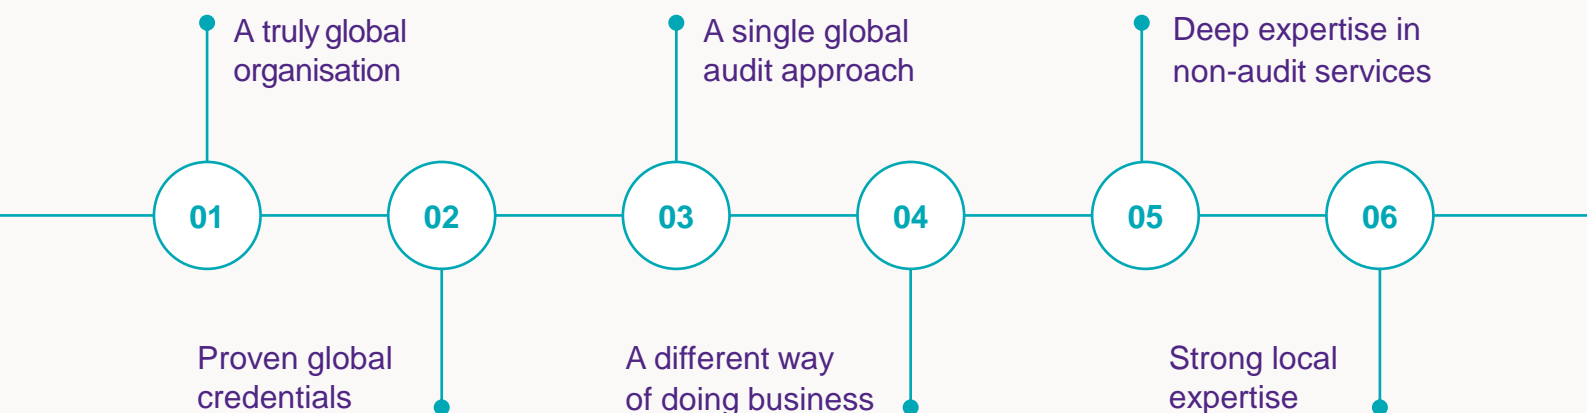 A truly global
organisation
A single global
audit approach
Deep expertise in
non-audit services
01
02
03
04
05
06
Proven global
credentials
A different way
of doing business
Strong local
expertise